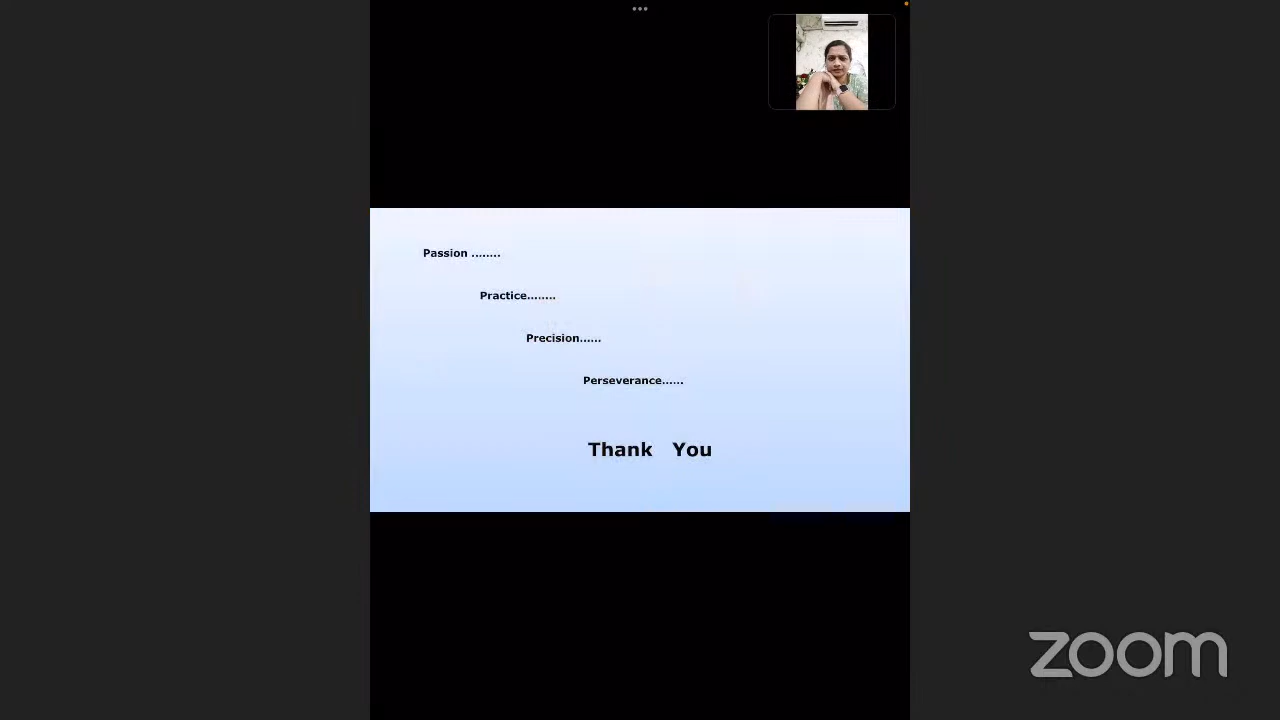 Passion ........
Practice........
Precision......
Perseverance......
Thank You
zoom